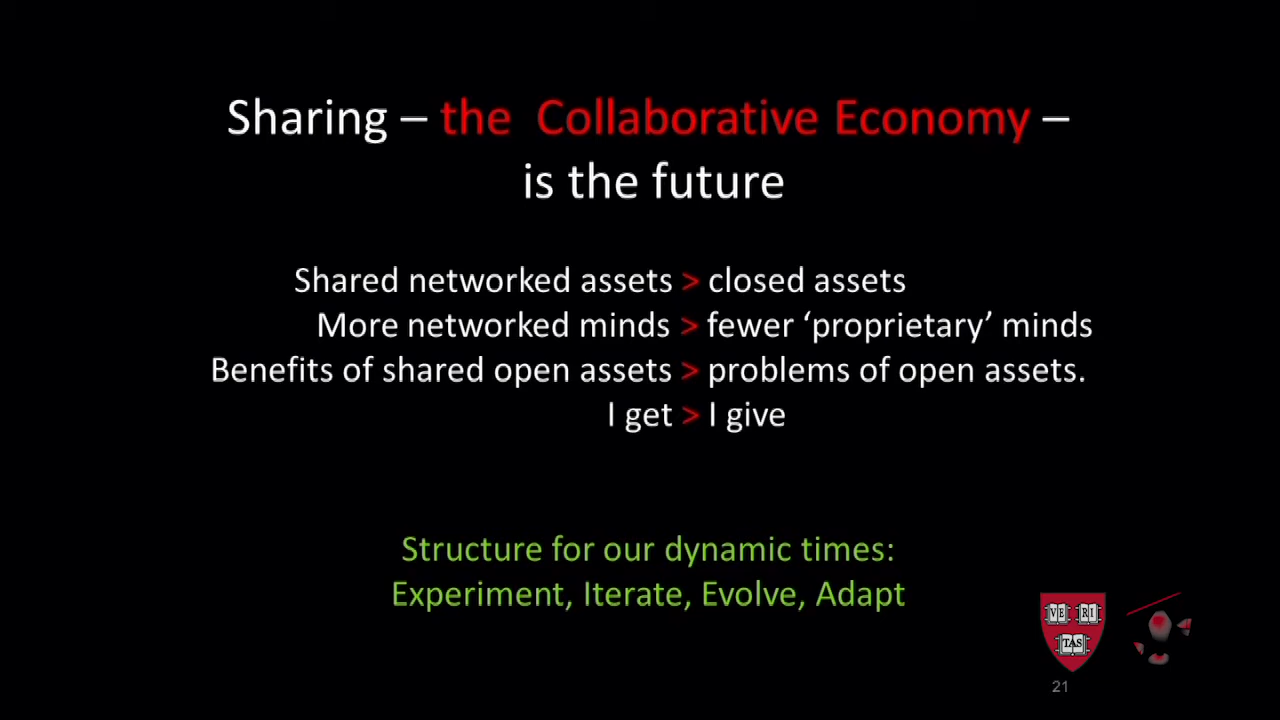 Sharing – the Collaborative Economy –
is the future
Shared networked assets > closed assets
More networked minds > fewer ‘proprietary’ minds
Benefits of shared open assets > problems of open assets.
I get > I give
Structure for our dynamic times:
Experiment, Iterate, Evolve, Adapt
VE RI
TAS
21